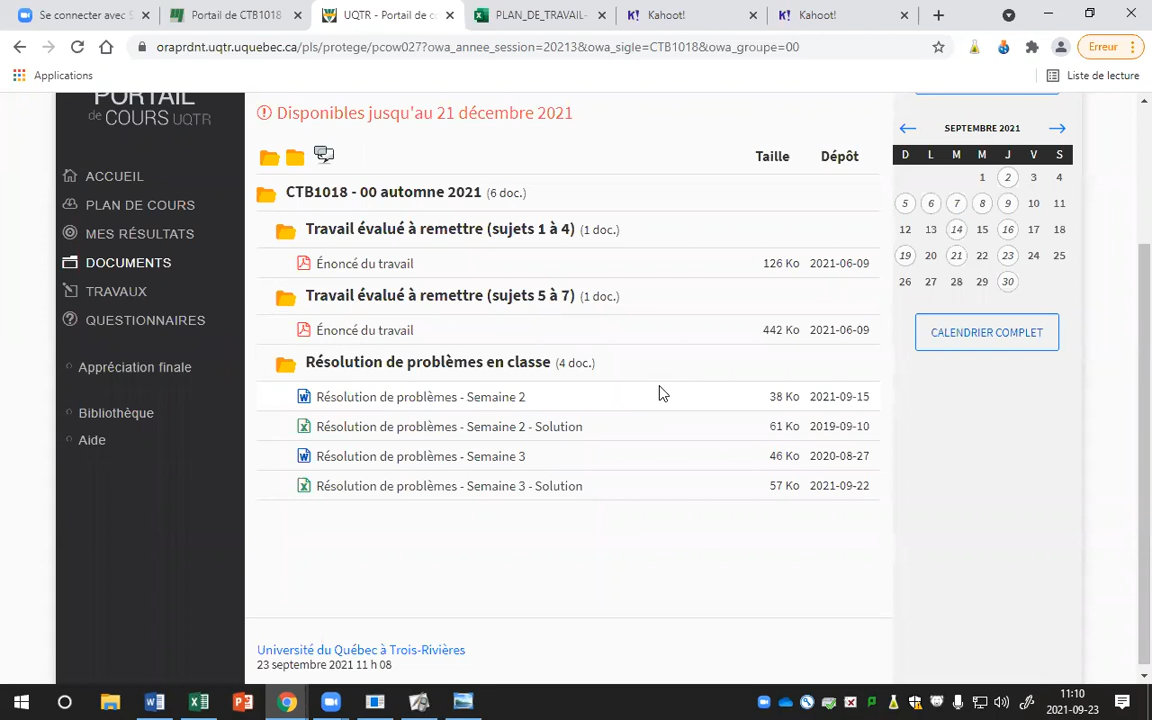 Se connecter avec S
Portail de CTB1018
UQTR - Portail de co
PLAN_DE_TRAVAIL-
K! Kahoot!
K! Kahoot!
oraprdnt.uqtr.uquebec.ca/pls/protege/pcow027?owa_annee_session=20213&owa_sigle=CTB1018&owa_groupe=00
Erreur
Applications
Liste de lecture
PORTAIL
de COURS UQTR
ACCUEIL
PLAN DE COURS
MES RÉSULTATS
DOCUMENTS
TRAVAUX
QUESTIONNAIRES
Appréciation finale
Bibliothèque
Aide
Disponibles jusqu'au 21 décembre 2021
Taille Dépôt
CTB1018 - 00 automne 2021 (6 doc.)
Travail évalué à remettre (sujets 1 à 4) (1 doc.)
Énoncé du travail 126 Ko 2021-06-09
Travail évalué à remettre (sujets 5 à 7) (1 doc.)
Énoncé du travail 442 Ko 2021-06-09
Résolution de problèmes en classe (4 doc.)
Résolution de problèmes - Semaine 2 38 Ko 2021-09-15
Résolution de problèmes - Semaine 2 - Solution 61 Ko 2019-09-10
Résolution de problèmes - Semaine 3 46 Ko 2020-08-27
Résolution de problèmes - Semaine 3 - Solution 57 Ko 2021-09-22
Université du Québec à Trois-Rivières
23 septembre 2021 11 h 08
SEPTEMBRE 2021
D L M M J V S
1 2 3 4
5 6 7 8 9 10 11
12 13 14 15 16 17 18
19 20 21 22 23 24 25
26 27 28 29 30
CALENDRIER COMPLET
11:10
2021-09-23